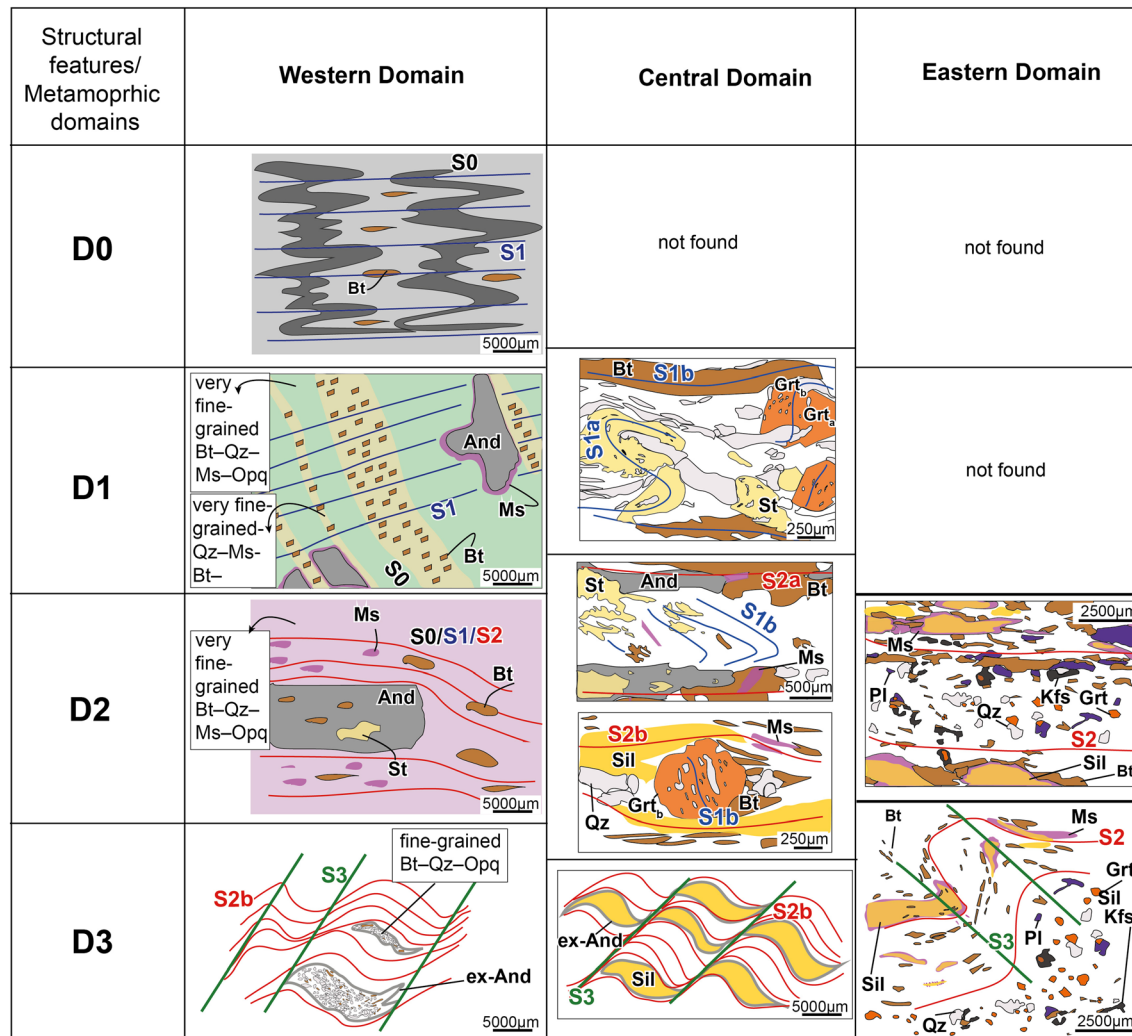 Structural
features/
Metamoprhic
domains
Western Domain
Central Domain
Eastern Domain
D0
S0
S1
Bt
5000µm
not found
not found
D1
very
fine-
grained
Bt–Qz–
Ms–Opq
very fine-
grained-
Qz–Ms-
Bt–
And
Ms
S1
Bt
S0
5000µm
Bt
S1b
Grtb
Grta
S1a
St
250µm
not found
D2
very
fine-
grained
Bt–Qz–
Ms–Opq
Ms
S0/S1/S2
Bt
And
St
5000µm
St
And
S2a
Bt
S1b
Ms
500µm
S2b
Ms
Sil
Qz
Grtb
Bt
S1b
250µm
2500µm
Ms
Pl
Kfs
Grt
Qz
S2
Sil
Bt
D3
fine-grained
Bt–Qz–Opq
S3
S2b
ex-And
5000µm
S2b
ex-And
Sil
S3
5000µm
Bt
Ms
S2
Grt
Sil
Kfs
Pl
S3
Sil
Qz
2500µm